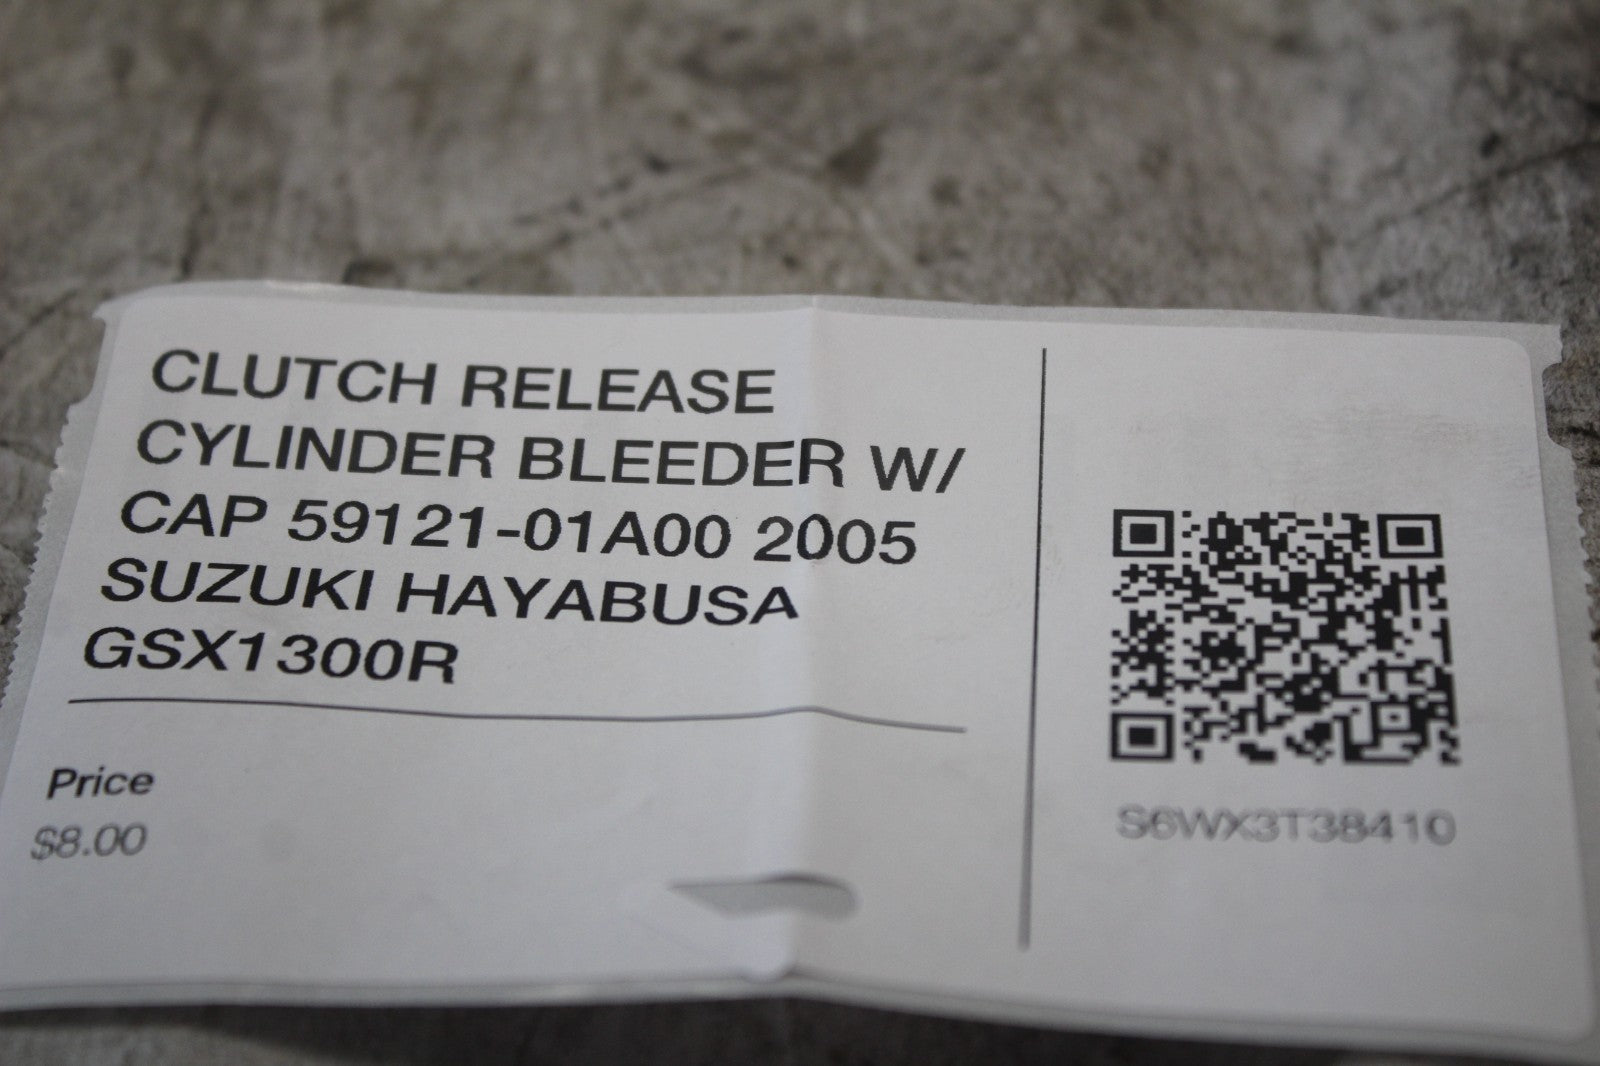 CLUTCH RELEASE
CYLINDER BLEEDER W/
CAP 59121-01A00 2005
SUZUKI HAYABUSA
GSX1300R
Price
$8.00
S6WX3T38410